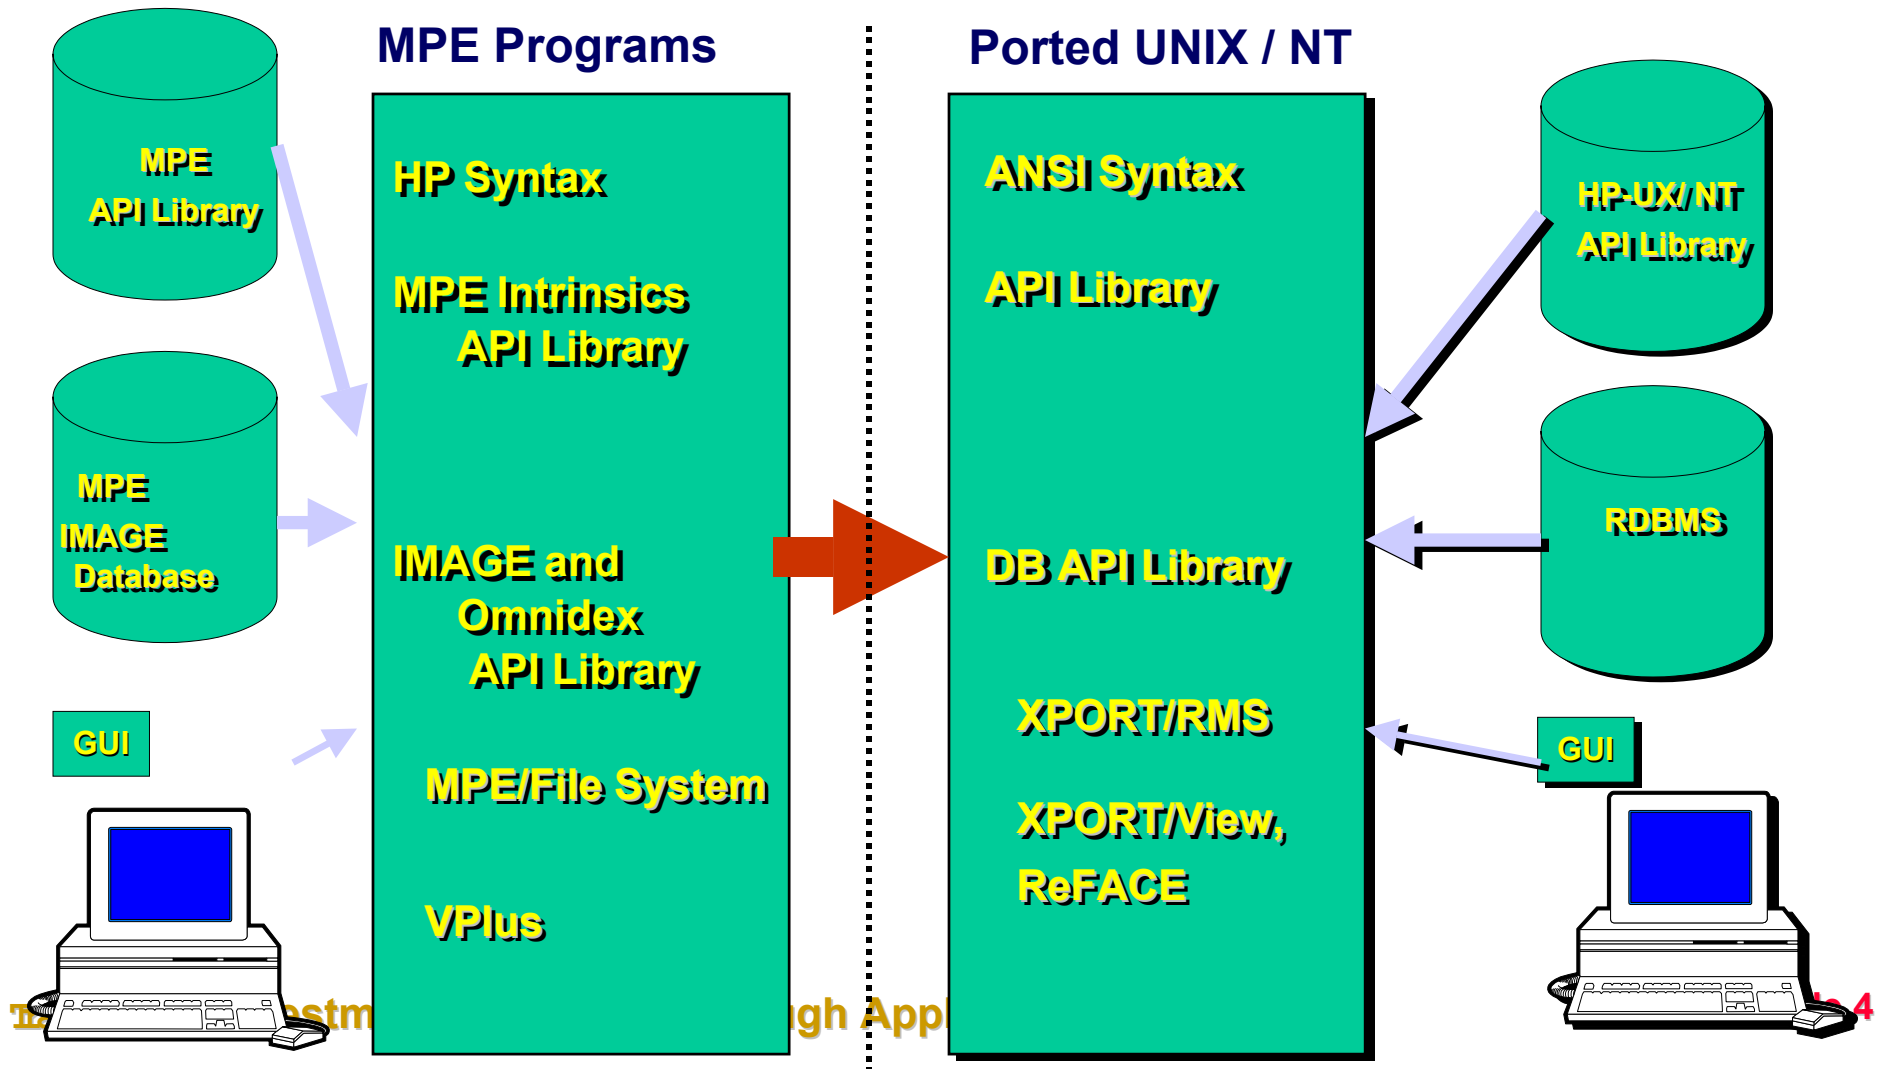 MPE Programs
Ported UNIX / NT
MPE
API Library
MPE
IMAGE
Database
GUI
HP Syntax
MPE Intrinsics
API Library
IMAGE and
Omnidex
API Library
MPE/File System
VPlus
ANSI Syntax
API Library
DB API Library
XPORT/RMS
XPORT/View,
ReFACE
HP-UX/ NT
API Library
RDBMS
GUI
4